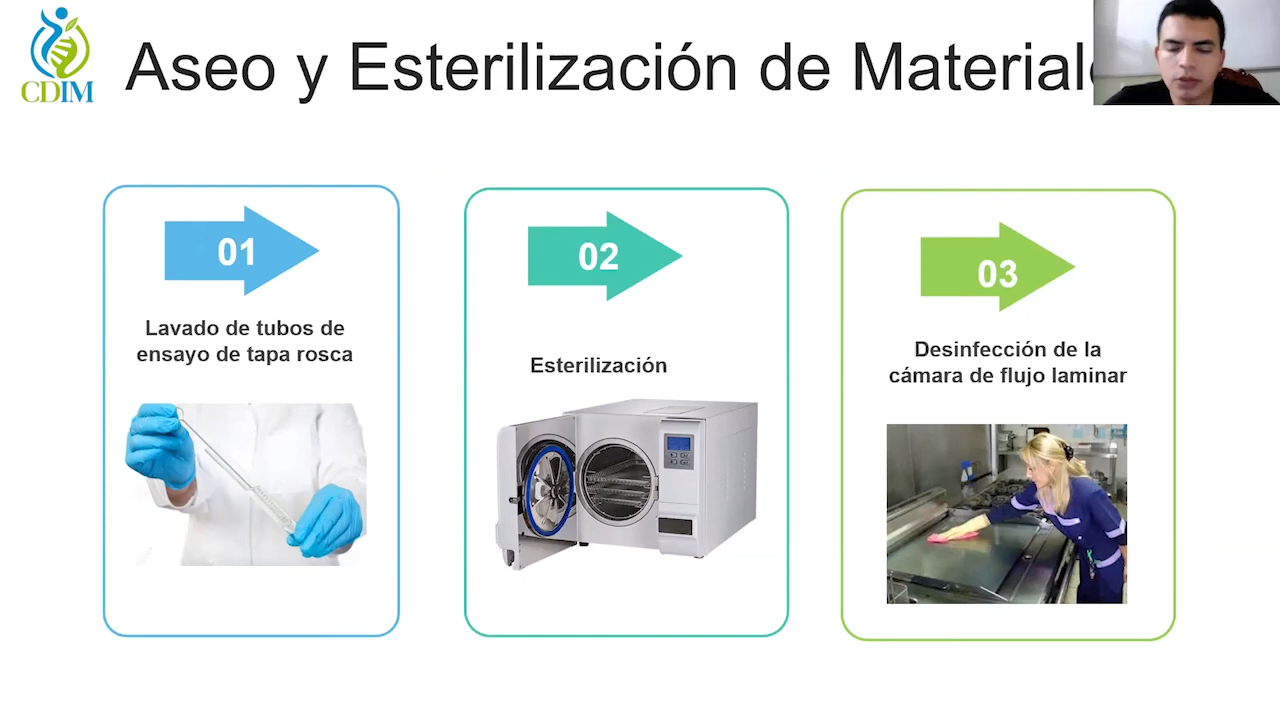 CDIM
Aseo y Esterilización de
01
Lavado de tubos de
ensayo de tapa rosca
02
Esterilización
03
Desinfección de la
cámara de flujo laminar